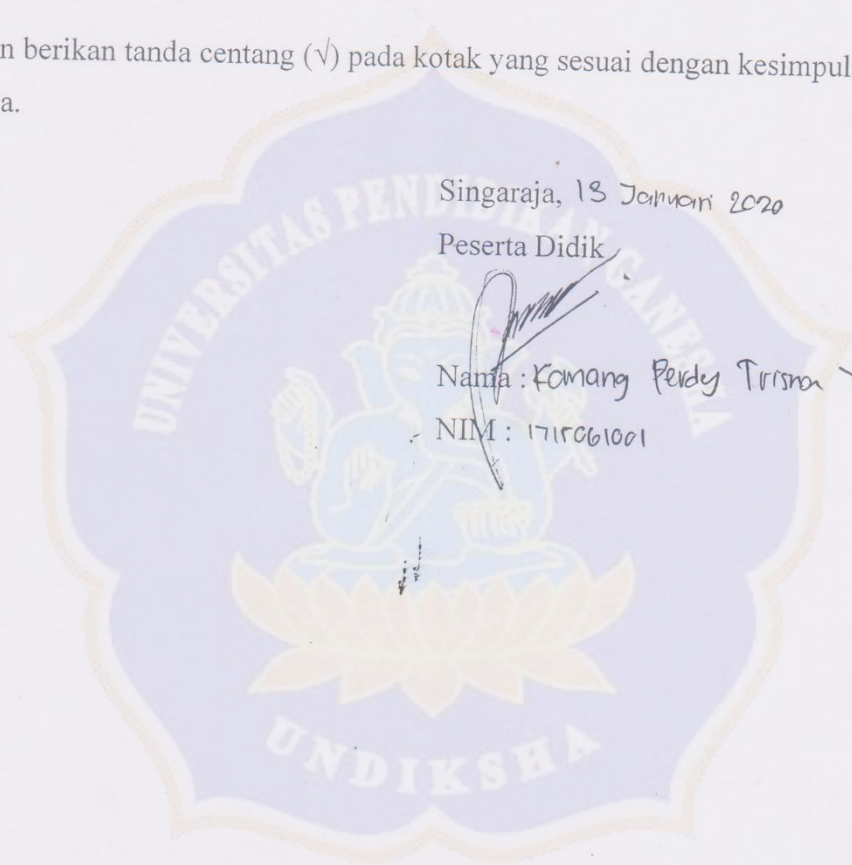 n berikan tanda centang (√) pada kotak yang sesuai dengan kesimpul
a.
Singaraja, 13 Januari 2020
Peserta Didik
Nama : Komang Perdy Trisna
NIM : 1715061001
UNIVERSITAS PENDIDIKAN GANESHA
UNDIKSHA